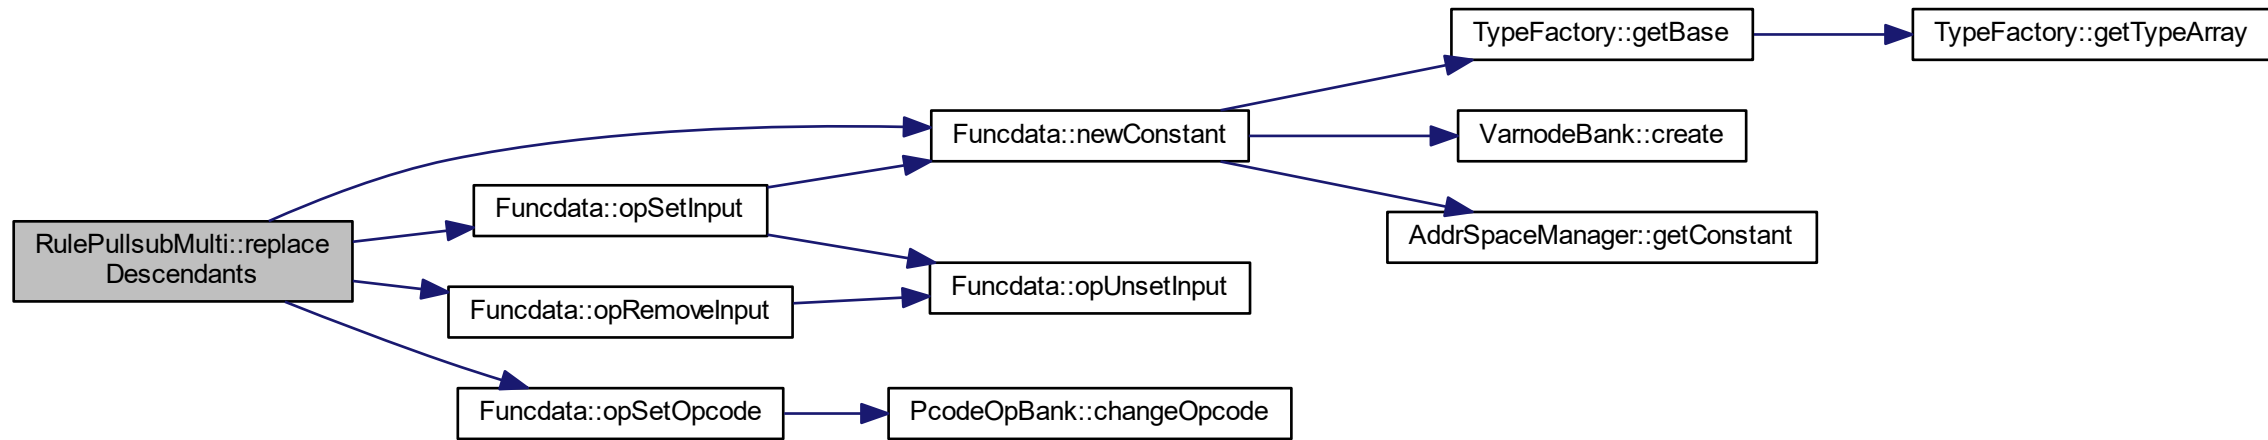 RulePullsubMulti::replace
Descendants
Funcdata::newConstant
Funcdata::opSetInput
Funcdata::opRemoveInput
Funcdata::opSetOpcode
Funcdata::opUnsetInput
PcodeOpBank::changeOpcode
TypeFactory::getBase
VarnodeBank::create
AddrSpaceManager::getConstant
TypeFactory::getTypeArray